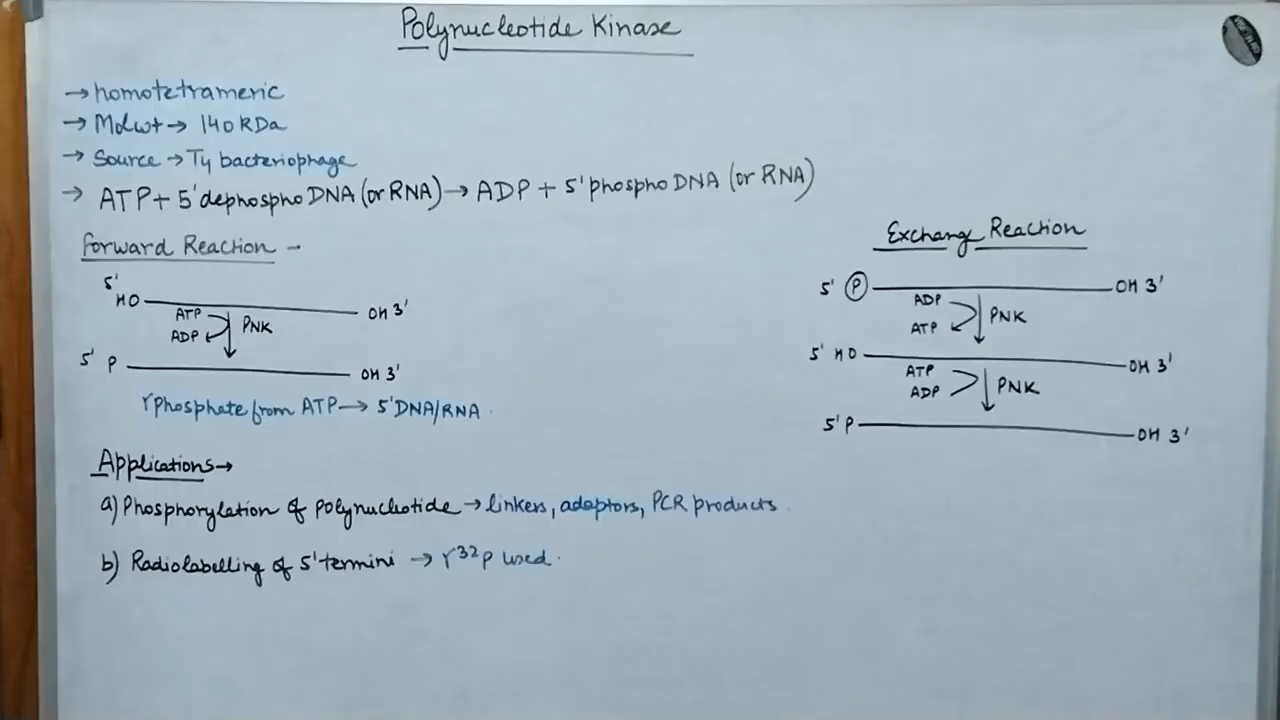 Polynucleotide Kinase
→ homotetrameric
→ Molwt → 140 KDa
→ Source → T4 bacteriophage
→ ATP + 5' dephospho DNA (or RNA) → ADP + 5' phospho DNA (or RNA)
Forward Reaction -
5'
HO OH 3'
ATP
ADP PNK
5' P OH 3'
γ Phosphate from ATP → 5' DNA/RNA
Exchange Reaction
5' P OH 3'
ADP
ATP PNK
5' HO OH 3'
ATP
ADP PNK
5' P OH 3'
Applications →
a) Phosphorylation of polynucleotide → linkers, adaptors, PCR products
b) Radiolabelling of 5' termini → γ 32p used